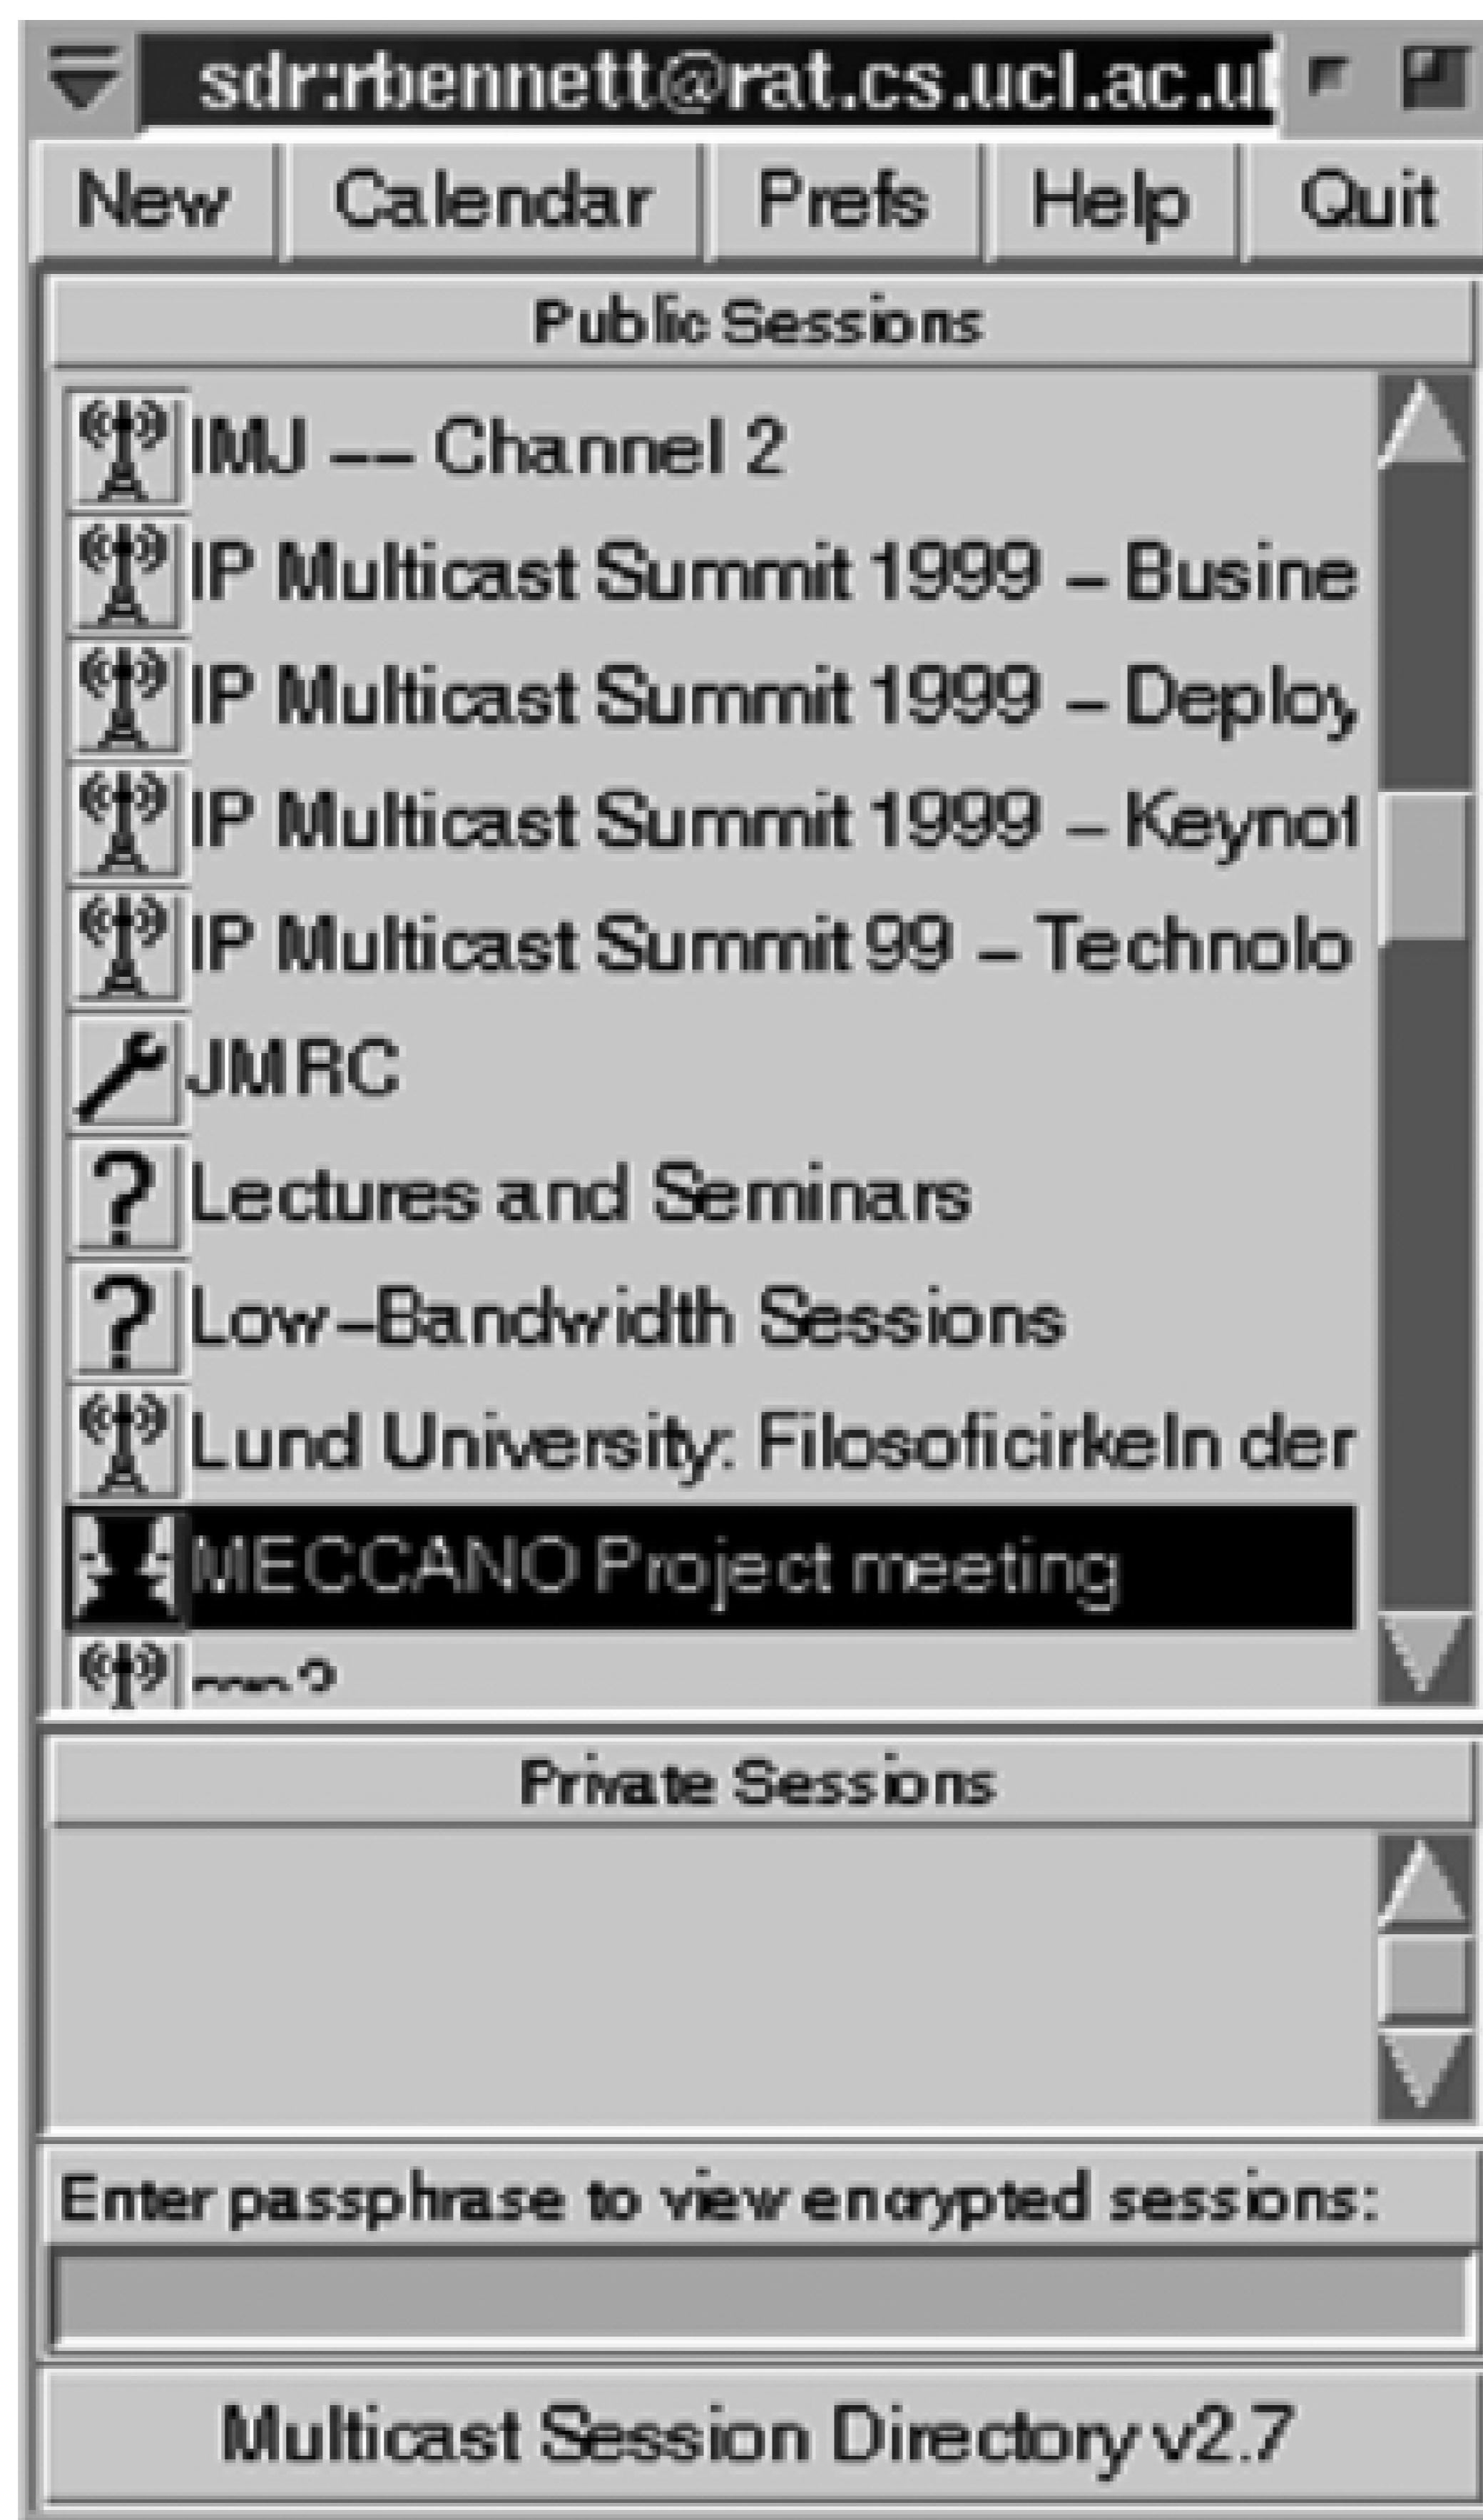 sdr:rbennett@rat.cs.ucl.ac.u
New Calendar Prefs Help Quit
Public Sessions
IMJ -- Channel 2
IP Multicast Summit 1999 - Busine
IP Multicast Summit 1999 - Deploy
IP Multicast Summit 1999 - Keynot
IP Multicast Summit 99 - Technolo
JMRC
? Lectures and Seminars
? Low-Bandwidth Sessions
Lund University: Filosoficirkeln der
MECCANO Project meeting
Private Sessions
Enter passphrase to view encrypted sessions:
Multicast Session Directory v2.7